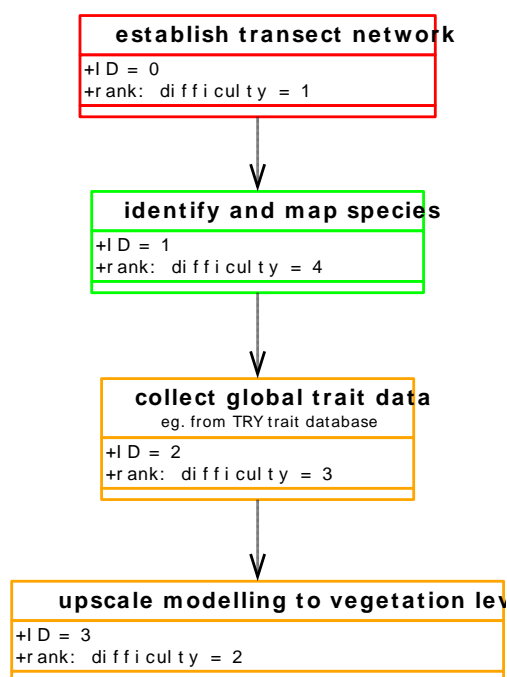 establish transect network
+ID = 0
+rank: difficulty = 1
identify and map species
+ID = 1
+rank: difficulty = 4
collect global trait data
eg. from TRY trait database
+ID = 2
+rank: difficulty = 3
upscale modelling to vegetation lev
+ID = 3
+rank: difficulty = 2